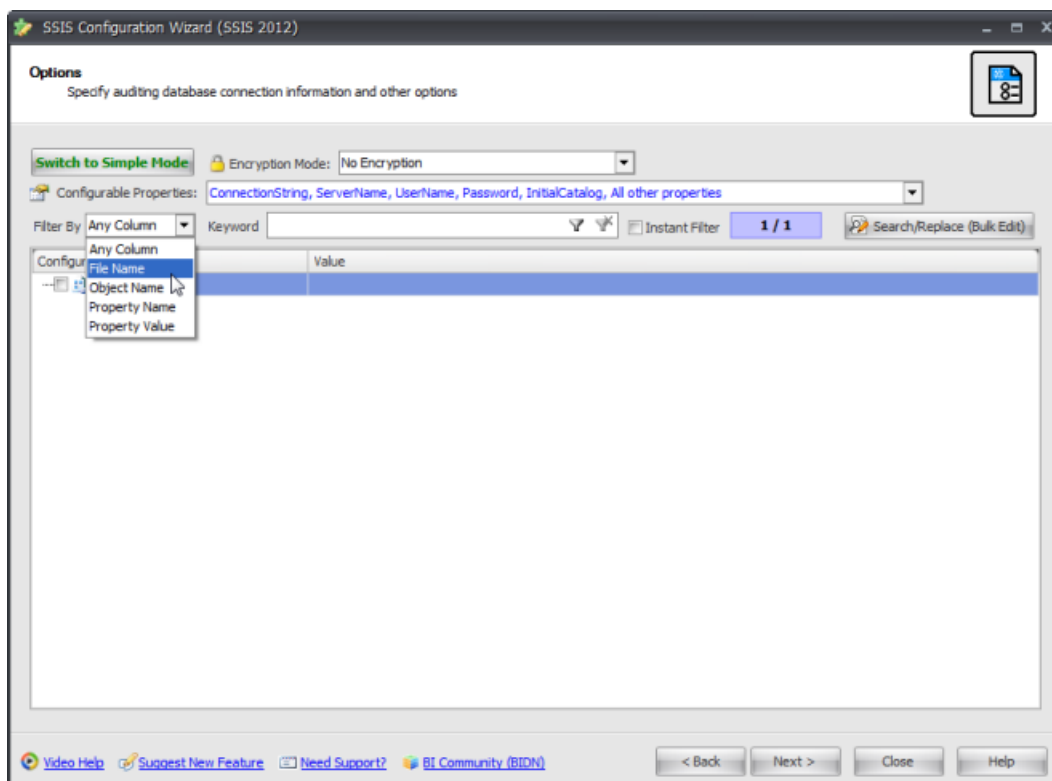 SSIS Configuration Wizard (SSIS 2012)
Options
Specify auditing database connection information and other options
Switch to Simple Mode Encryption Mode: No Encryption
Configurable Properties: ConnectionString, ServerName, UserName, Password, InitialCatalog, All other properties
Filter By Any Column Keyword Instant Filter 1 / 1 Search/Replace (Bulk Edit)
Any Column
Configu Value
File Name
Object Name
Property Name
Property Value
Video Help Suggest New Feature Need Support? BI Community (BIDN) < Back Next > Close Help